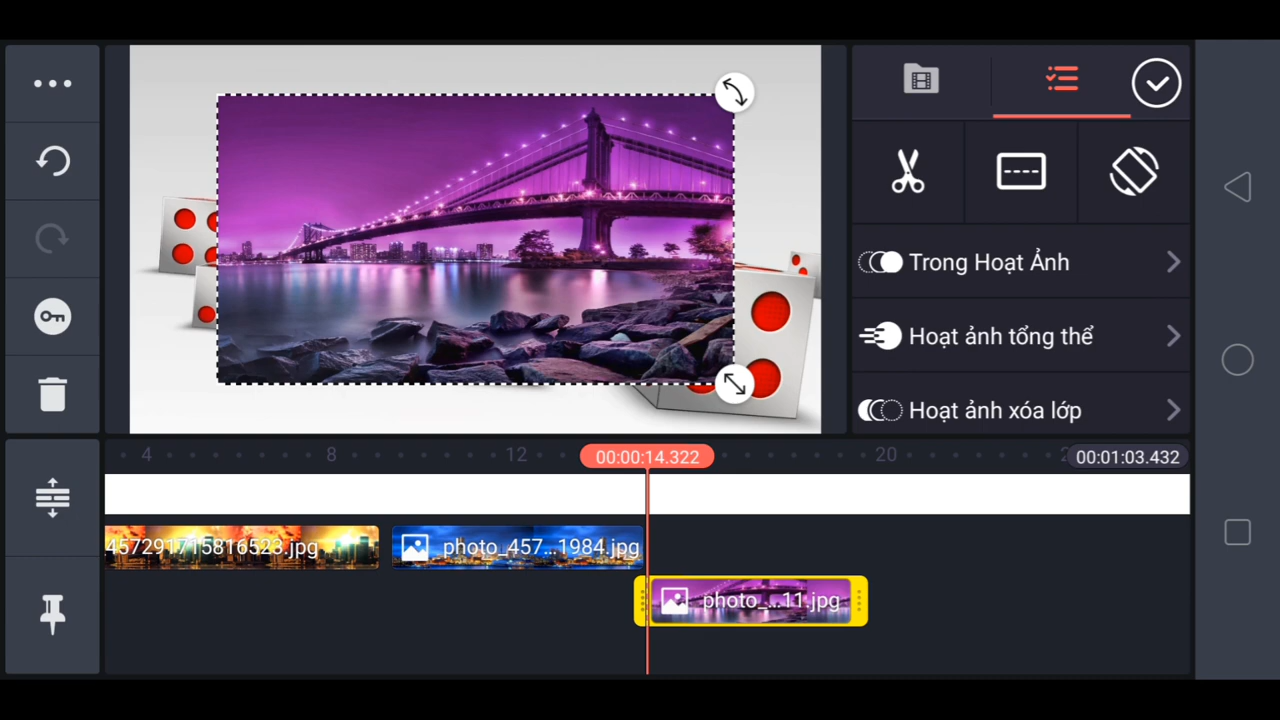 Trong Hoạt Ảnh
Hoạt ảnh tổng thể
Hoạt ảnh xóa lớp
4
8
12
00:00:14.322
20
00:01:03.432
457291715816523.jpg
photo_457...1984.jpg
photo_...11.jpg